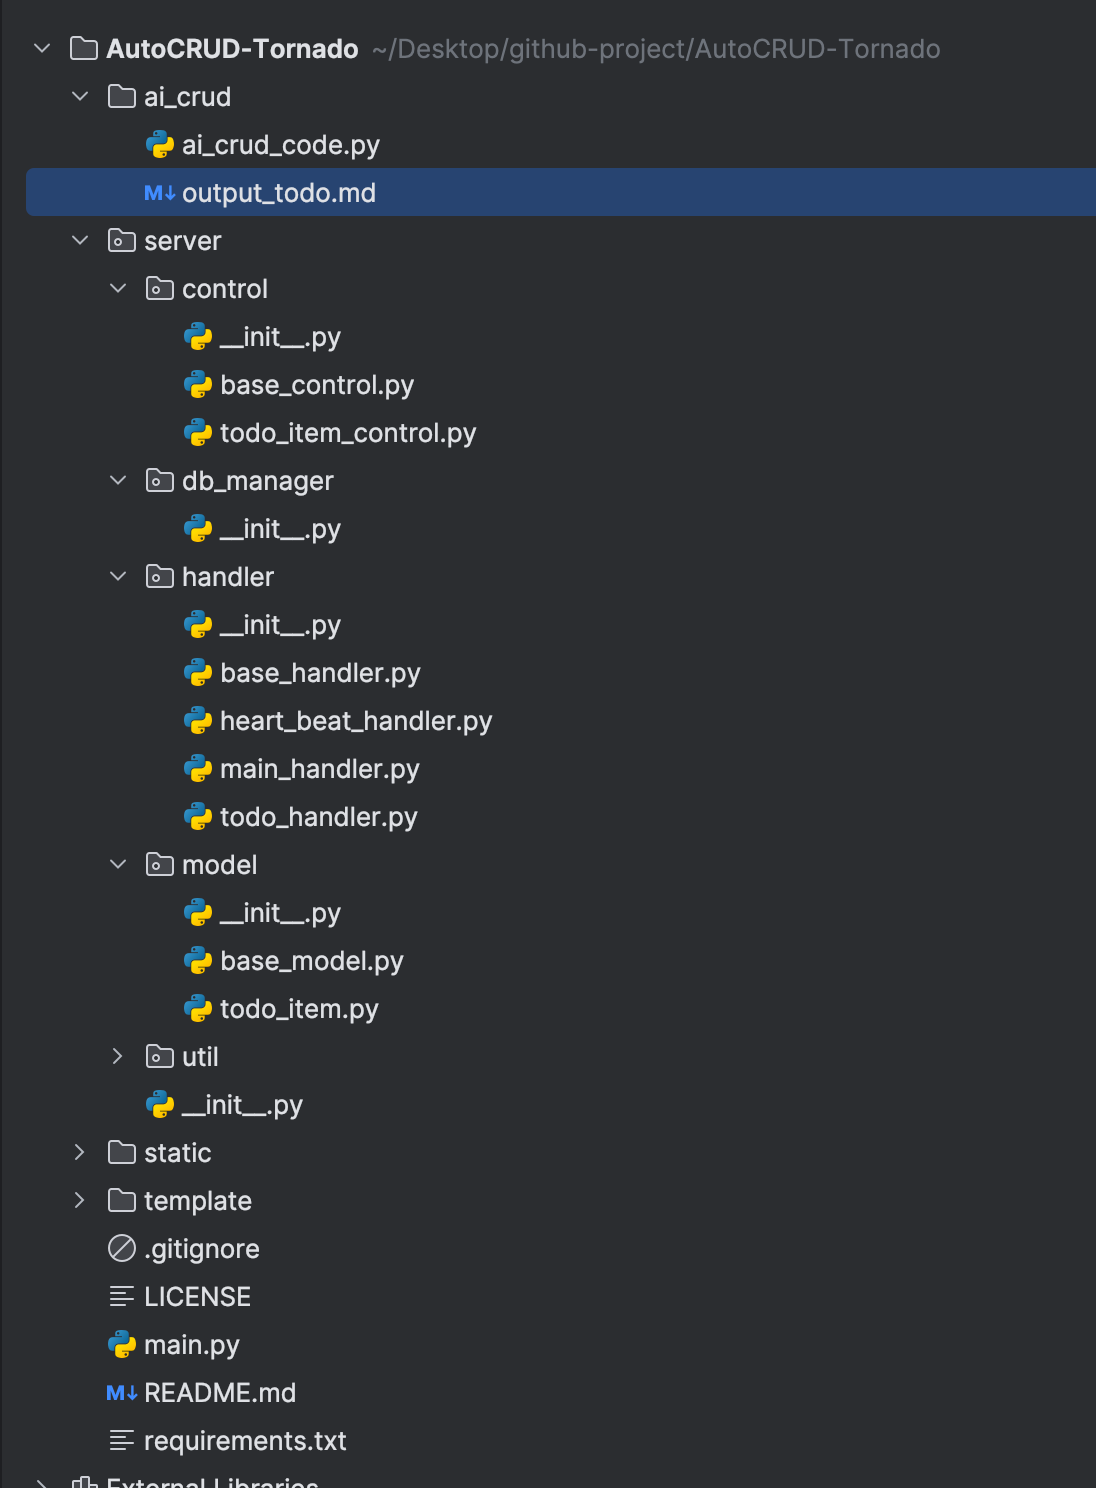 AutoCRUD-Tornado ~/Desktop/github-project/AutoCRUD-Tornado
ai_crud
ai_crud_code.py
M↓ output_todo.md
server
control
__init__.py
base_control.py
todo_item_control.py
db_manager
__init__.py
handler
__init__.py
base_handler.py
heart_beat_handler.py
main_handler.py
todo_handler.py
model
__init__.py
base_model.py
todo_item.py
util
__init__.py
static
template
.gitignore
LICENSE
main.py
M↓ README.md
requirements.txt
External Libraries